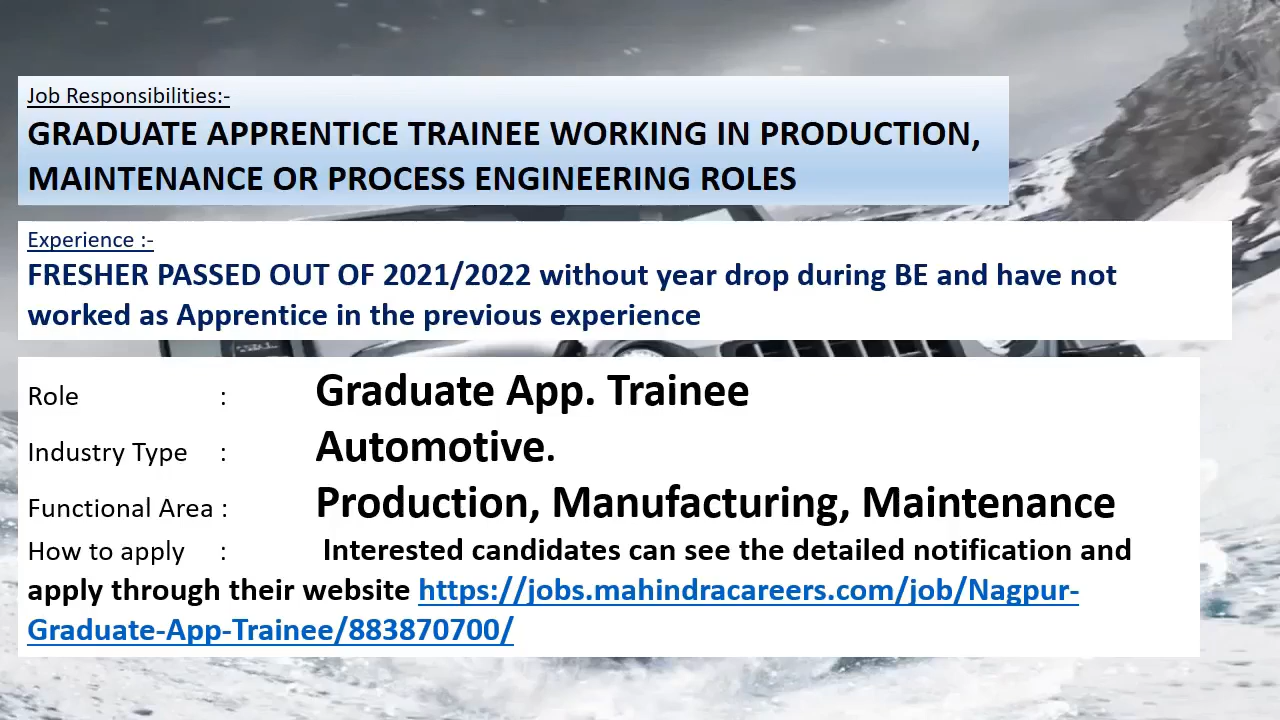 Job Responsibilities:-
GRADUATE APPRENTICE TRAINEE WORKING IN PRODUCTION,
MAINTENANCE OR PROCESS ENGINEERING ROLES
Experience :-
FRESHER PASSED OUT OF 2021/2022 without year drop during BE and have not
worked as Apprentice in the previous experience
Role : Graduate App. Trainee
Industry Type : Automotive.
Functional Area : Production, Manufacturing, Maintenance
How to apply : Interested candidates can see the detailed notification and
apply through their website https://jobs.mahindracareers.com/job/Nagpur-
Graduate-App-Trainee/883870700/